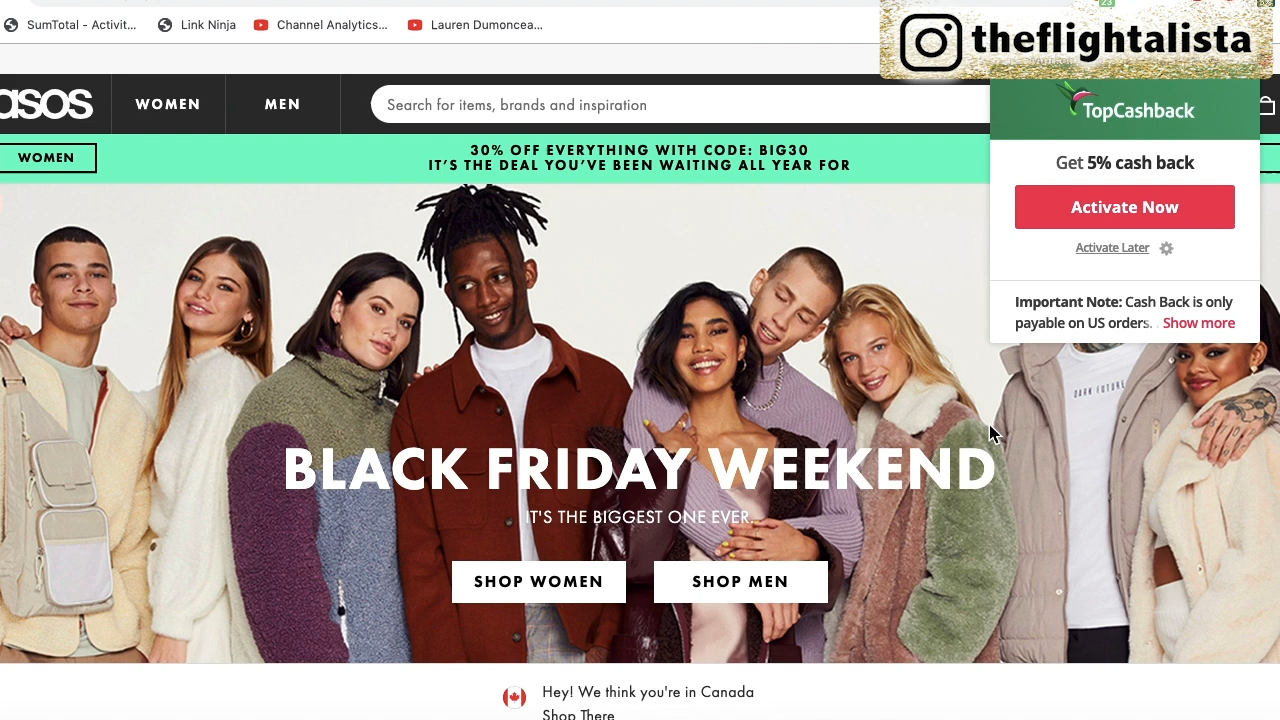 SumTotal - Activit...
Link Ninja
Channel Analytics...
Lauren Dumoncea...
23
theflightalista
asos
WOMEN
MEN
Search for items, brands and inspiration
TopCashback
WOMEN
30% OFF EVERYTHING WITH CODE: BIG30
IT'S THE DEAL YOU'VE BEEN WAITING ALL YEAR FOR
Get 5% cash back
Activate Now
Activate Later
Important Note: Cash Back is only
payable on US orders. . Show more
DARK FUTURE
BLACK FRIDAY WEEKEND
IT'S THE BIGGEST ONE EVER...
SHOP WOMEN
SHOP MEN
Hey! We think you're in Canada
Shop There